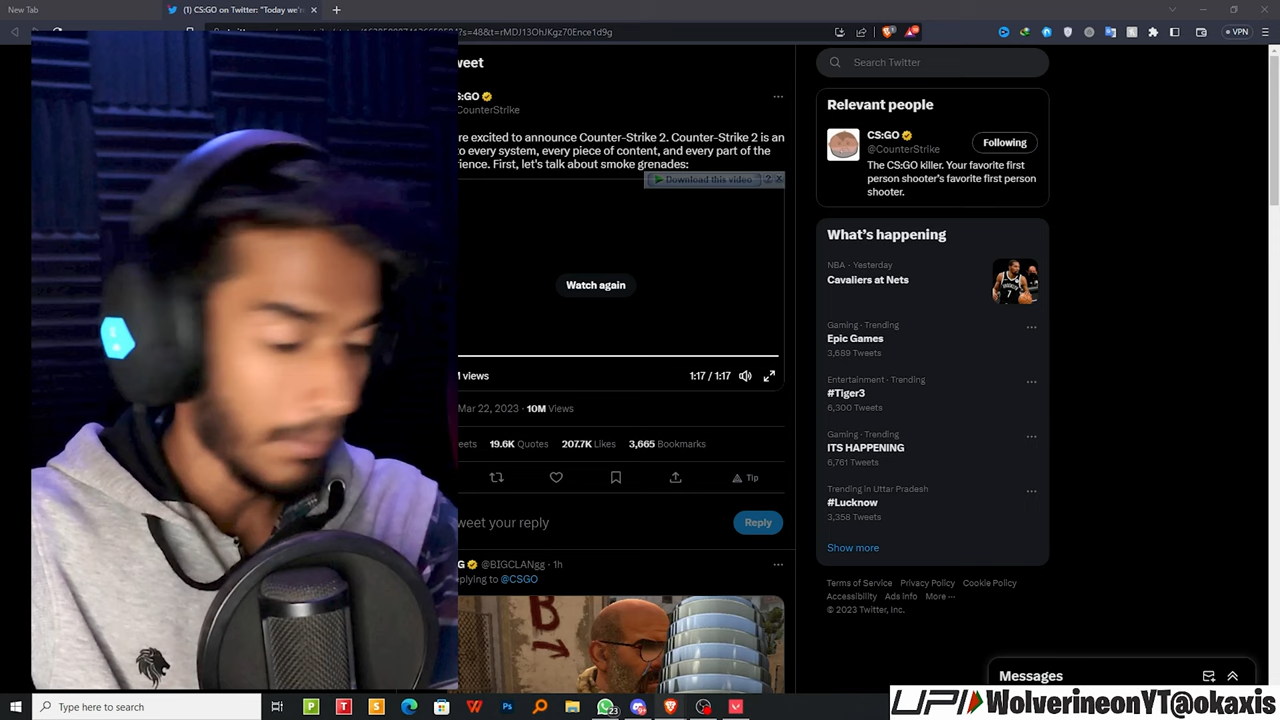 New Tab
(1) CS:GO on Twitter: "Today we'r
s=48&t=rMDJ13OhJKgz70Ence1d9g
VPN
weet
S:GO
CounterStrike
re excited to announce Counter-Strike 2. Counter-Strike 2 is an
to every system, every piece of content, and every part of the
rience. First, let's talk about smoke grenades:
Download this video ? X
Watch again
views
1:17 / 1:17
Mar 22, 2023 · 10M Views
eets 19.6K Quotes 207.7K Likes 3,665 Bookmarks
Tip
weet your reply
Reply
G @BIGCLANgg · 1h
plying to @CSGO
B
Search Twitter
Relevant people
CS:GO
@CounterStrike
Following
The CS:GO killer. Your favorite first
person shooter's favorite first person
shooter.
What's happening
NBA · Yesterday
Cavaliers at Nets
Gaming · Trending
Epic Games
3,689 Tweets
Entertainment · Trending
#Tiger3
6,300 Tweets
Gaming · Trending
ITS HAPPENING
6,761 Tweets
Trending in Uttar Pradesh
#Lucknow
3,358 Tweets
Show more
Terms of Service Privacy Policy Cookie Policy
Accessibility Ads info More ···
© 2023 Twitter, Inc.
Messages
Type here to search
P
T
S
Ps
23
UPI WolverineonYT@okaxis